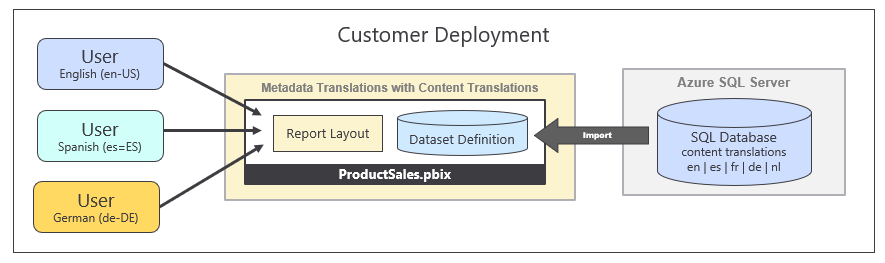 Customer Deployment
User
English (en-US)
User
Spanish (es=ES)
User
German (de-DE)
Metadata Translations with Content Translations
Report Layout
Dataset Definition
ProductSales.pbix
Import
Azure SQL Server
SQL Database
content translations
en | es | fr | de | nl